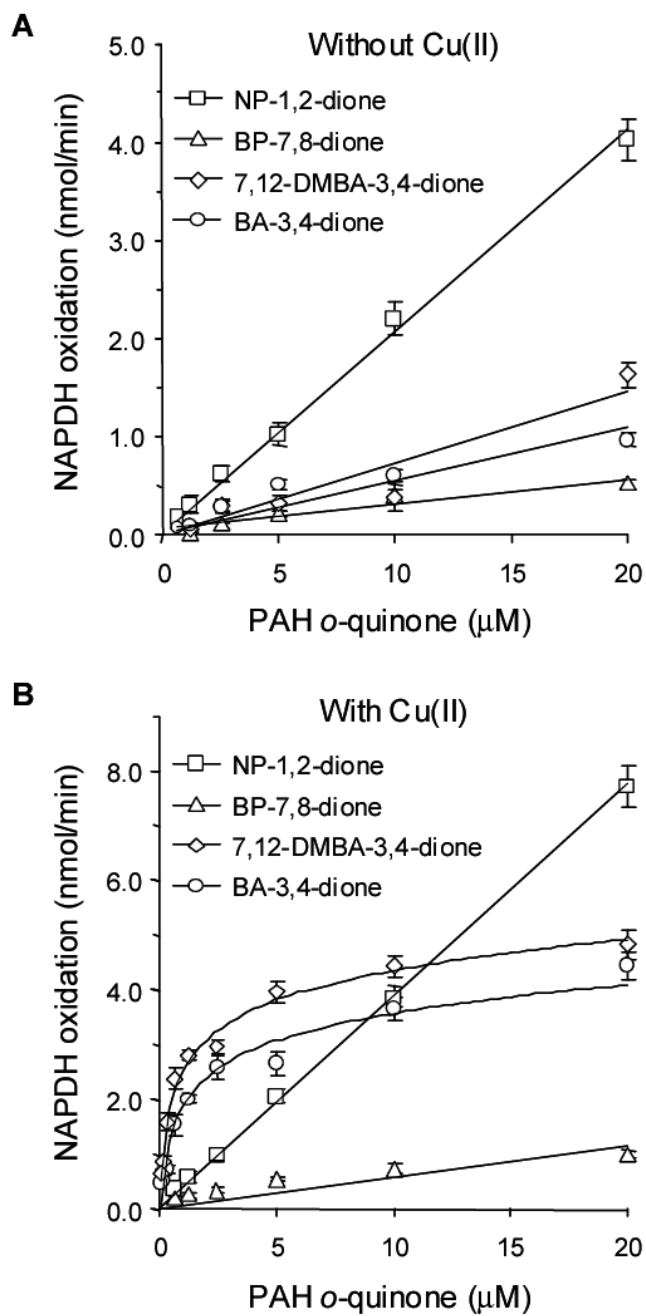 A
Without Cu(II)
NP-1,2-dione
BP-7,8-dione
7,12-DMBA-3,4-dione
BA-3,4-dione
NAPDH oxidation (nmol/min)
5.0
4.0
3.0
2.0
1.0
0.0
0 5 10 15 20
PAH o-quinone (μM)
B
With Cu(II)
NP-1,2-dione
BP-7,8-dione
7,12-DMBA-3,4-dione
BA-3,4-dione
NAPDH oxidation (nmol/min)
8.0
6.0
4.0
2.0
0.0
0 5 10 15 20
PAH o-quinone (μM)